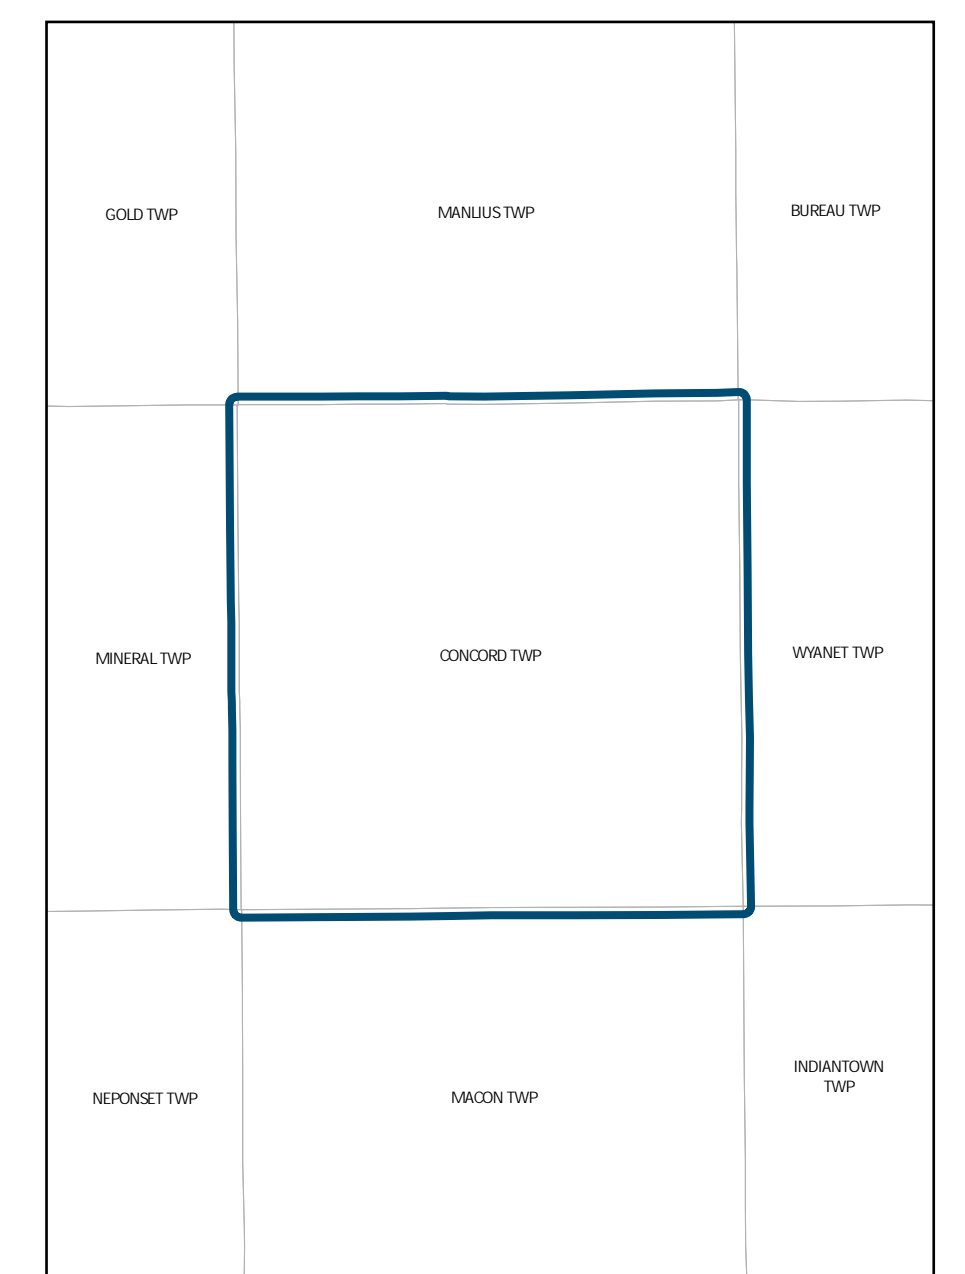 GOLD TWP
MANLIUS TWP
BUREAU TWP
MINERAL TWP
CONCORD TWP
WYANET TWP
NEPONSET TWP
MACON TWP
INDIANTOWN
TWP